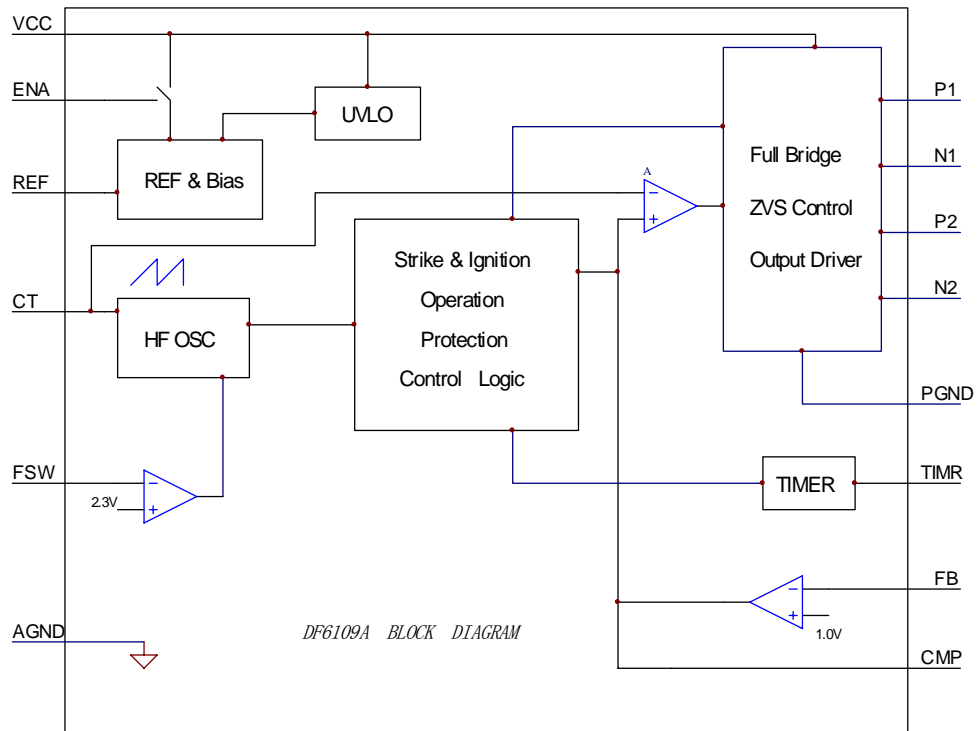 VCC
ENA
UVLO
REF & Bias
REF
A
−
+
Full Bridge
ZVS Control
Output Driver
P1
N1
P2
N2
Strike & Ignition
Operation
Protection
Control Logic
CT
HF OSC
PGND
FSW
−
2.3V
+
TIMER
TIMR
−
FB
+
1.0V
AGND
DF6109A BLOCK DIAGRAM
CMP